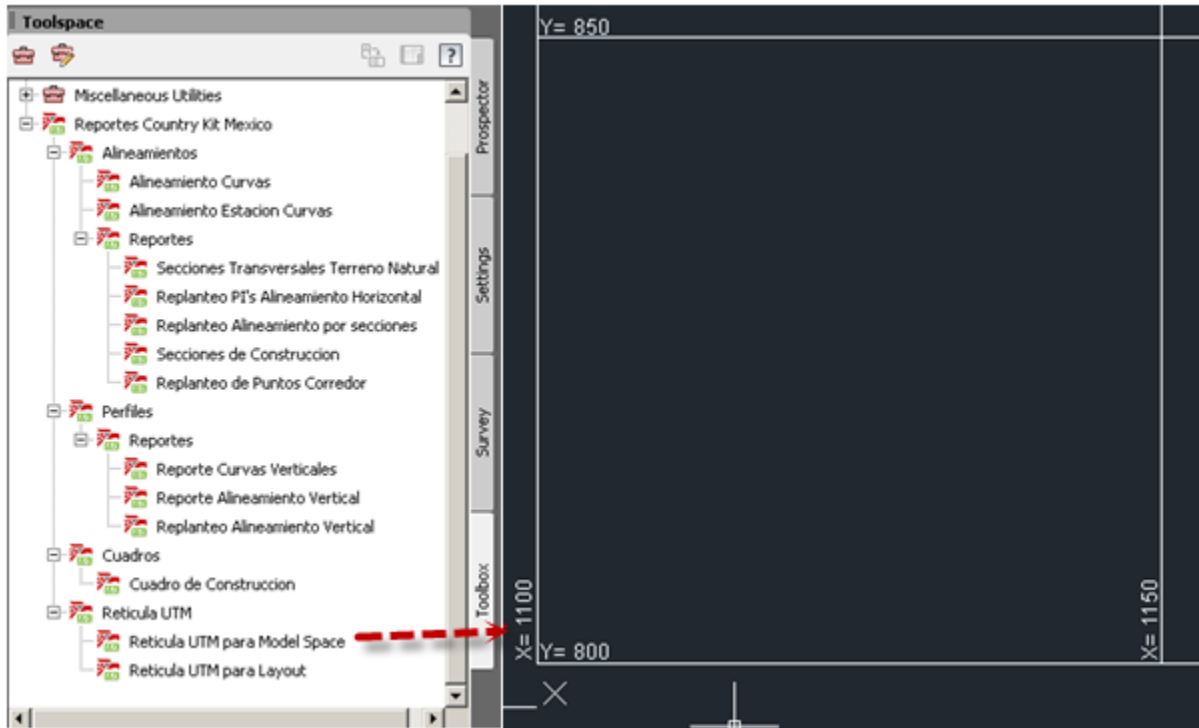 Toolspace
?
Miscellaneous Utilities
Reportes Country Kit Mexico
Alineamientos
Alineamiento Curvas
Alineamiento Estacion Curvas
Reportes
Secciones Transversales Terreno Natural
Replanteo PI's Alineamiento Horizontal
Replanteo Alineamiento por secciones
Secciones de Construccion
Replanteo de Puntos Corredor
Perfiles
Reportes
Reporte Curvas Verticales
Reporte Alineamiento Vertical
Replanteo Alineamiento Vertical
Cuadros
Cuadro de Construccion
Reticula UTM
Reticula UTM para Model Space
Reticula UTM para Layout
Prospector
Settings
Survey
Toolbox
Y= 850
X= 1100
X= 1150
Y= 800